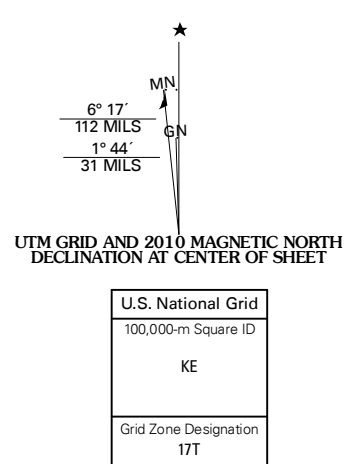 ★
MN
6° 17´
112 MILS
GN
1° 44´
31 MILS
UTM GRID AND 2010 MAGNETIC NORTH
DECLINATION AT CENTER OF SHEET
U.S. National Grid
100,000-m Square ID
KE
Grid Zone Designation
17T